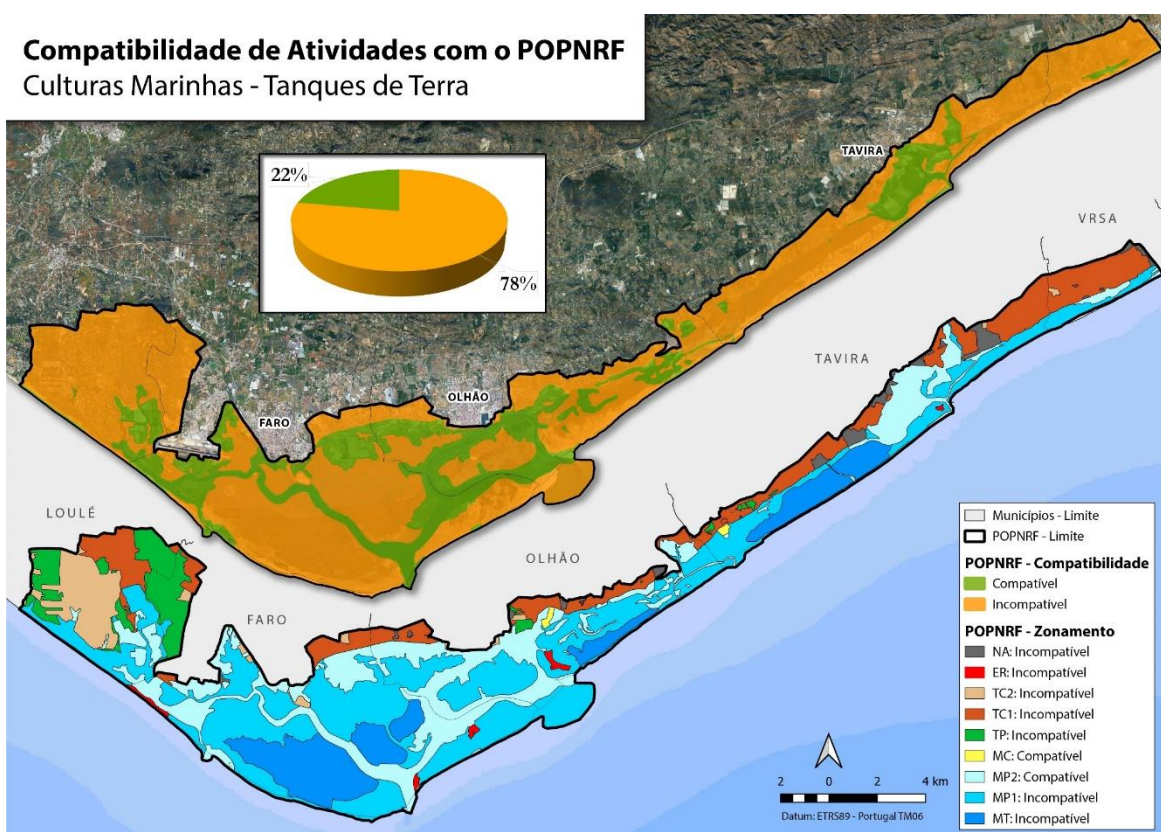 Compatibilidade de Atividades com o POPNRF
Culturas Marinhas - Tanques de Terra
22%
78%
TAVIRA
VRSA
OLHÃO
FARO
TAVIRA
LOULÉ
OLHÃO
FARO
Municípios - Limite
POPNRF - Limite
POPNRF - Compatibilidade
Compatível
Incompatível
POPNRF - Zonamento
NA: Incompatível
ER: Incompatível
TC2: Incompatível
TC1: Incompatível
TP: Incompatível
MC: Compatível
MP2: Compatível
MP1: Incompatível
MT: Incompatível
2 0 2 4 km
Datum: ETRS89 - Portugal TM06